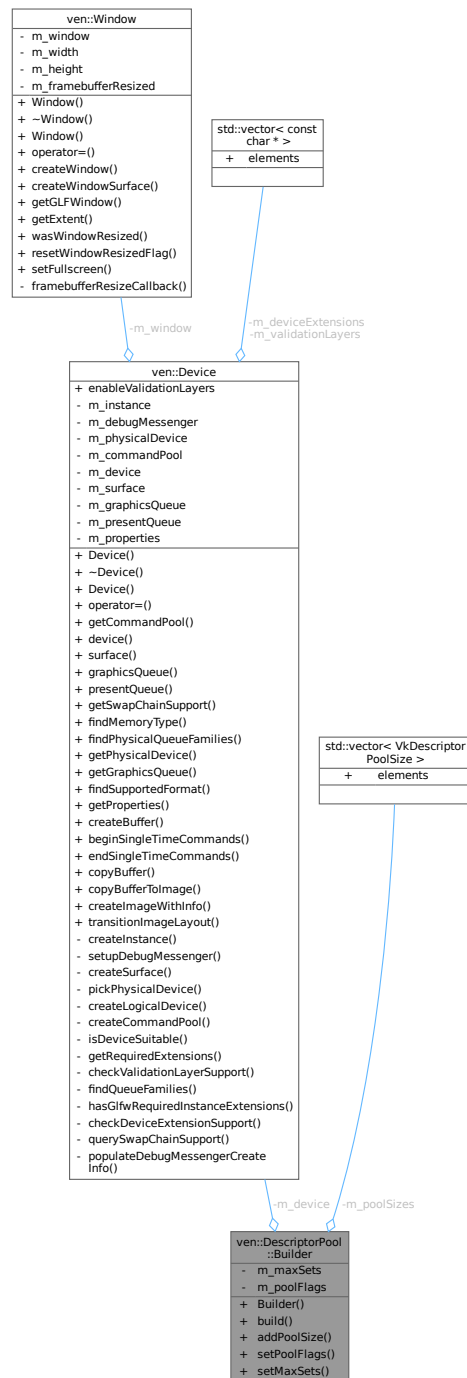 ven::Window
- m_window
- m_width
- m_height
- m_framebufferResized
+ Window()
+ ~Window()
+ Window()
+ operator=()
+ createWindow()
+ createWindowSurface()
+ getGLFWindow()
+ getExtent()
+ wasWindowResized()
+ resetWindowResizedFlag()
+ setFullscreen()
- framebufferResizeCallback()
std::vector< const
char * >
+ elements
-m_window
-m_deviceExtensions
-m_validationLayers
ven::Device
+ enableValidationLayers
- m_instance
- m_debugMessenger
- m_physicalDevice
- m_commandPool
- m_device
- m_surface
- m_graphicsQueue
- m_presentQueue
- m_properties
+ Device()
+ ~Device()
+ Device()
+ operator=()
+ getCommandPool()
+ device()
+ surface()
+ graphicsQueue()
+ presentQueue()
+ getSwapChainSupport()
+ findMemoryType()
+ findPhysicalQueueFamilies()
+ getPhysicalDevice()
+ getGraphicsQueue()
+ findSupportedFormat()
+ getProperties()
+ createBuffer()
+ beginSingleTimeCommands()
+ endSingleTimeCommands()
+ copyBuffer()
+ copyBufferToImage()
+ createImageWithInfo()
+ transitionImageLayout()
- createInstance()
- setupDebugMessenger()
- createSurface()
- pickPhysicalDevice()
- createLogicalDevice()
- createCommandPool()
- isDeviceSuitable()
- getRequiredExtensions()
- checkValidationLayerSupport()
- findQueueFamilies()
- hasGlfwRequiredInstanceExtensions()
- checkDeviceExtensionSupport()
- querySwapChainSupport()
- populateDebugMessengerCreate
Info()
std::vector< VkDescriptor
PoolSize >
+ elements
-m_device
-m_poolSizes
ven::DescriptorPool
::Builder
- m_maxSets
- m_poolFlags
+ Builder()
+ build()
+ addPoolSize()
+ setPoolFlags()
+ setMaxSets()